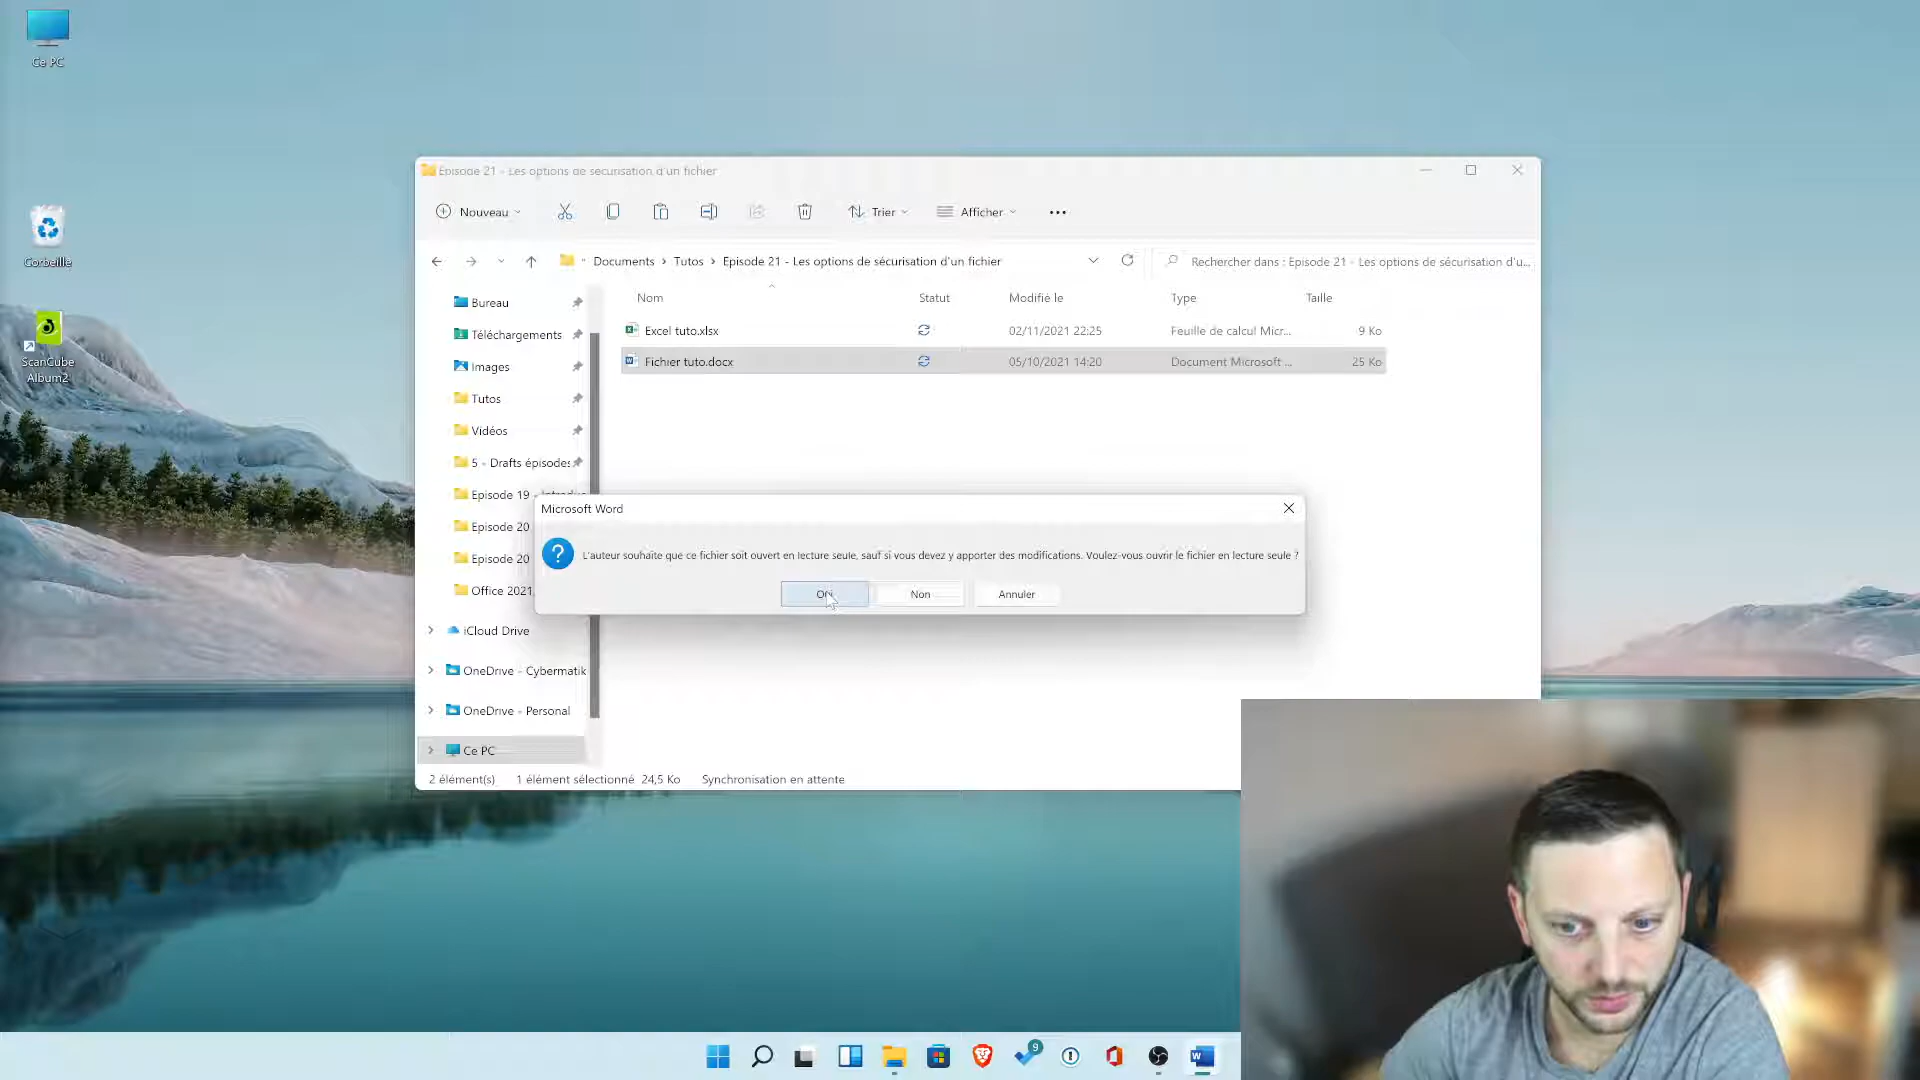 Ce PC
Corbeille
ScanCube
Album2
Episode 21 - Les options de sécurisation d'un fichier
Nouveau
Trier
Afficher
Documents > Tutos > Episode 21 - Les options de sécurisation d'un fichier
Rechercher dans : Episode 21 - Les options de sécurisation d'u...
Nom Statut Modifié le Type Taille
Excel tuto.xlsx 02/11/2021 22:25 Feuille de calcul Micr... 9 Ko
Fichier tuto.docx 05/10/2021 14:20 Document Microsoft ... 25 Ko
Bureau
Téléchargements
Images
Tutos
Vidéos
5 - Drafts épisodes
Episode 19 - Introdu
Episode 20
Episode 20
Office 2021
iCloud Drive
OneDrive - Cybermatik
OneDrive - Personal
Ce PC
Microsoft Word
L'auteur souhaite que ce fichier soit ouvert en lecture seule, sauf si vous devez y apporter des modifications. Voulez-vous ouvrir le fichier en lecture seule ?
Oui Non Annuler
2 élément(s) 1 élément sélectionné 24,5 Ko Synchronisation en attente
9